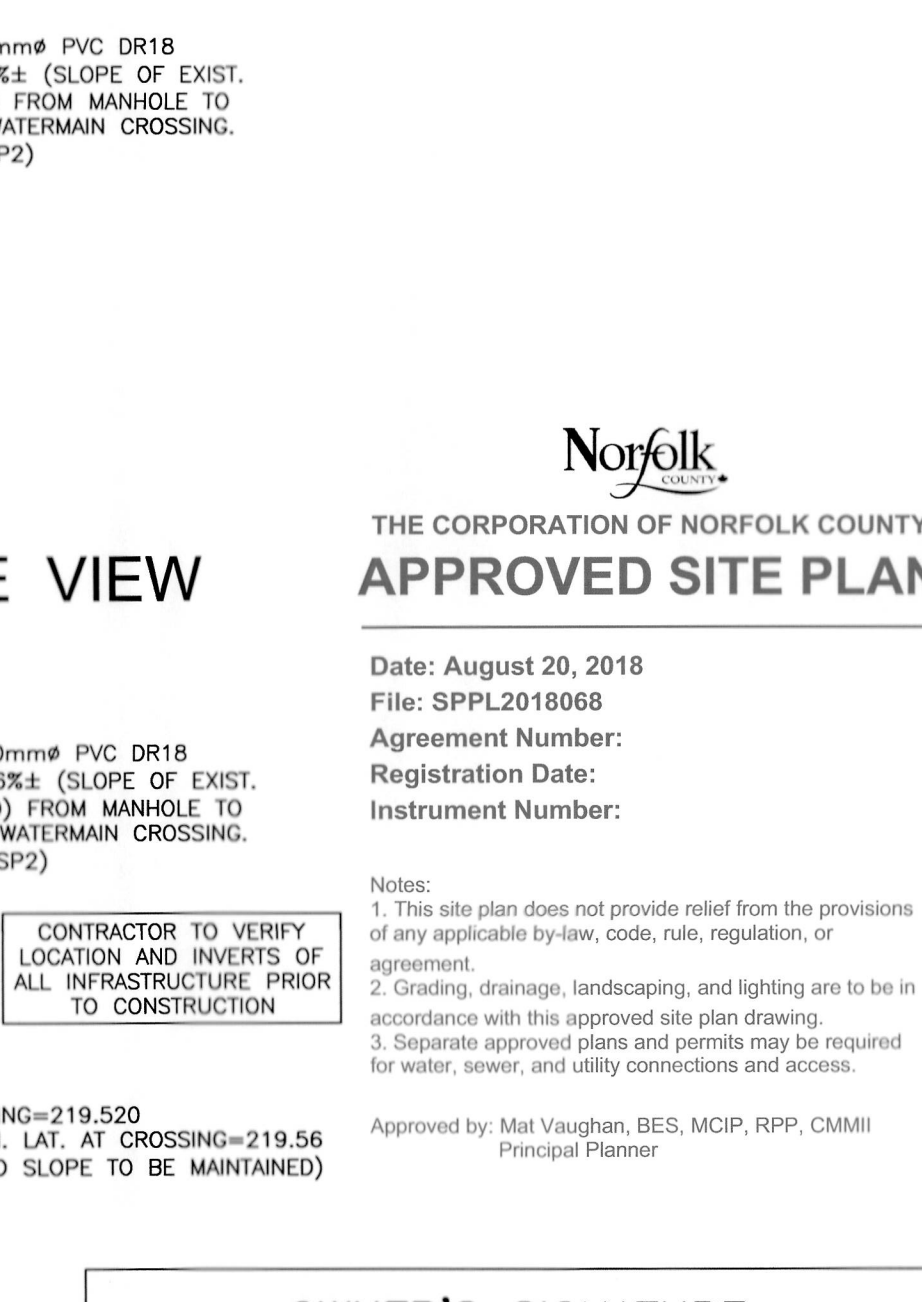 mmø PVC DR18
%± (SLOPE OF EXIST.
FROM MANHOLE TO
WATERMAIN CROSSING.
SP2)
Norfolk
COUNTY
THE CORPORATION OF NORFOLK COUNTY
APPROVED SITE PLAN
E VIEW
Date: August 20, 2018
File: SPPL2018068
Agreement Number:
Registration Date:
Instrument Number:
0mmø PVC DR18
6%± (SLOPE OF EXIST.
) FROM MANHOLE TO
WATERMAIN CROSSING.
SP2)
CONTRACTOR TO VERIFY
LOCATION AND INVERTS OF
ALL INFRASTRUCTURE PRIOR
TO CONSTRUCTION
Notes:
1. This site plan does not provide relief from the provisions
of any applicable by-law, code, rule, regulation, or
agreement.
2. Grading, drainage, landscaping, and lighting are to be in
accordance with this approved site plan drawing.
3. Separate approved plans and permits may be required
for water, sewer, and utility connections and access.
Approved by: Mat Vaughan, BES, MCIP, RPP, CMMII
Principal Planner
NG=219.520
. LAT. AT CROSSING=219.56
SLOPE TO BE MAINTAINED)